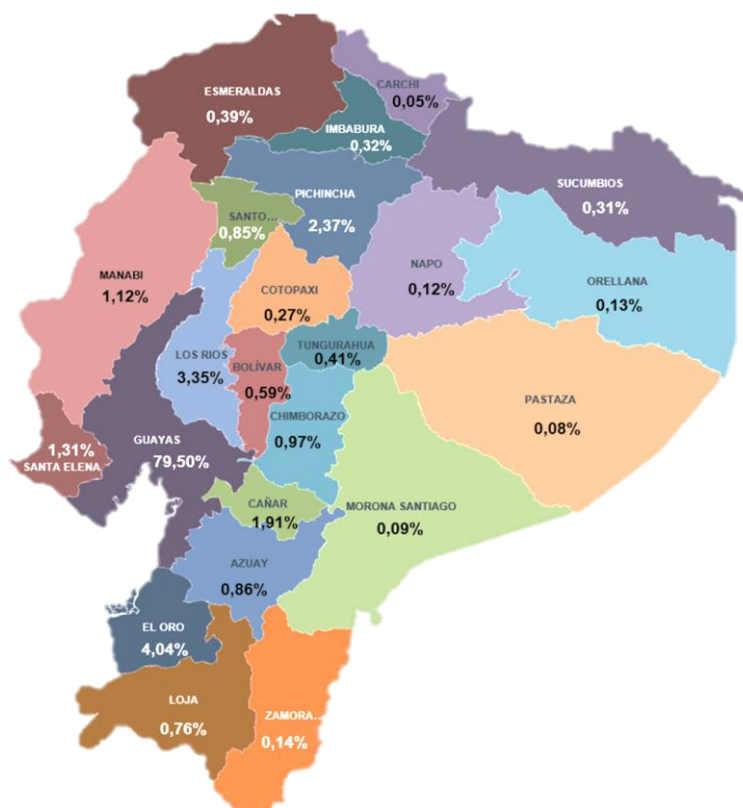 CARCHI
0,05%
ESMERALDAS
0,39%
IMBABURA
0,32%
SUCUMBIOS
0,31%
PICHINCHA
2,37%
SANTO...
0,85%
NAPO
0,12%
MANABI
1,12%
ORELLANA
0,13%
COTOPAXI
0,27%
TUNGURAHUA
0,41%
LOS RIOS
3,35%
BOLÍVAR
0,59%
PASTAZA
0,08%
CHIMBORAZO
0,97%
GUAYAS
79,50%
1,31%
SANTA ELENA
CAÑAR
1,91%
MORONA SANTIAGO
0,09%
AZUAY
0,86%
EL ORO
4,04%
LOJA
0,76%
ZAMORA...
0,14%